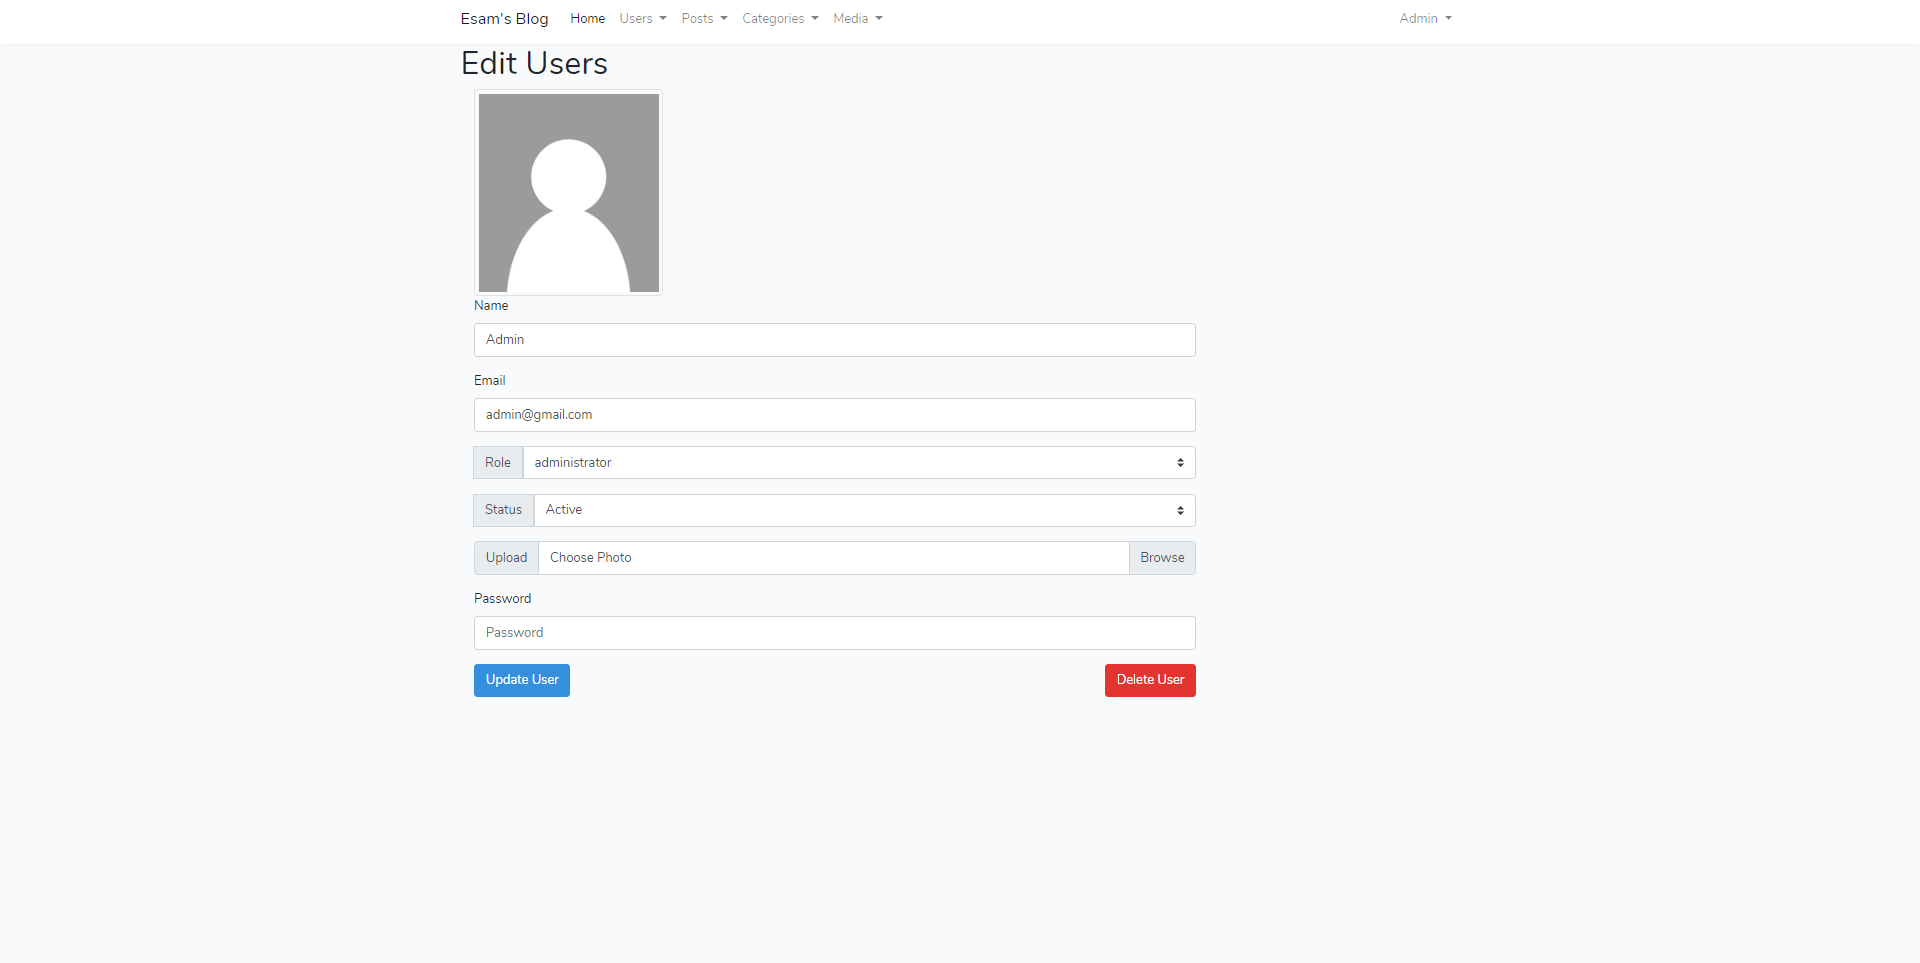 Esam's Blog Home Users Posts Categories Media Admin
Edit Users
Name
Admin
Email
admin@gmail.com
Role administrator
Status Active
Upload Choose Photo Browse
Password
Password
Update User Delete User